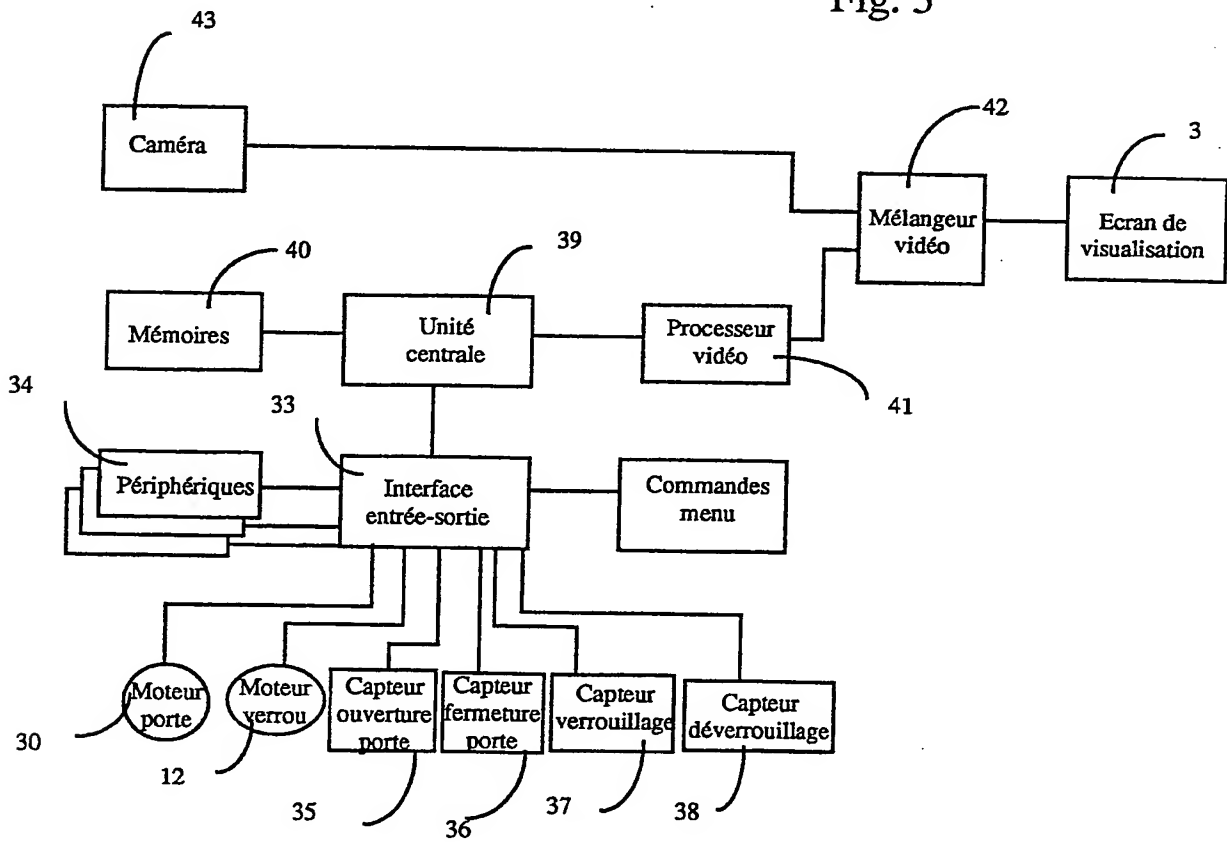 Fig. 5
43
Caméra
42
3
Mélangeur
vidéo
Ecran de
visualisation
40
39
Mémoires
Unité
centrale
Processeur
vidéo
41
34
33
Périphériques
Interface
entrée-sortie
Commandes
menu
Moteur
porte
Moteur
verrou
Capteur
ouverture
porte
Capteur
fermeture
porte
Capteur
verrouillage
Capteur
déverrouillage
30
12
35
36
37
38